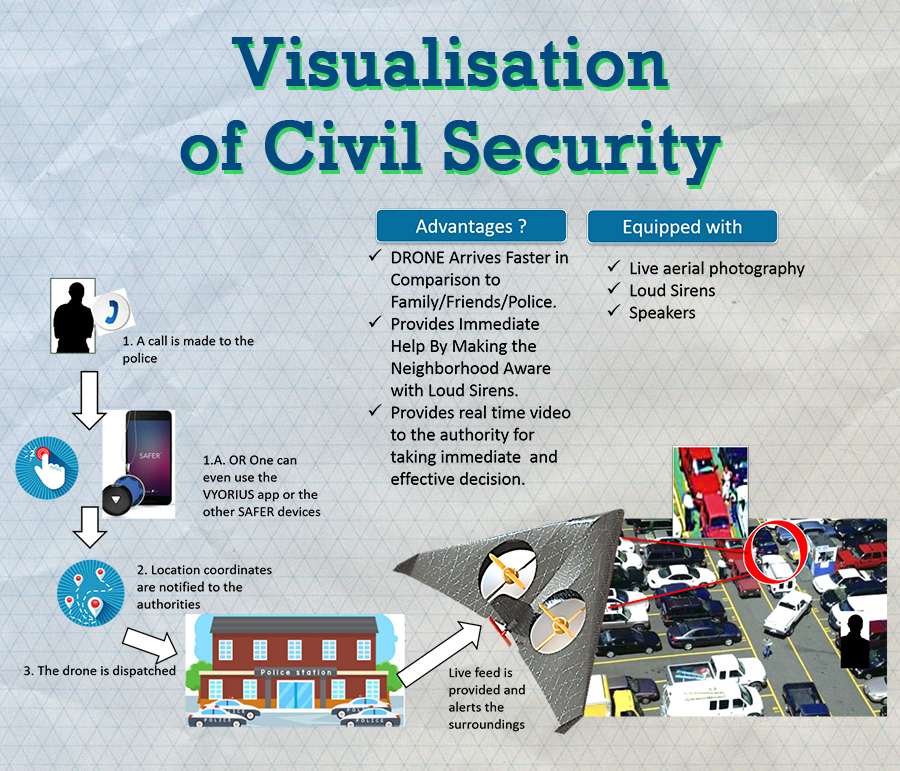 Visualisation
of Civil Security
Advantages ?
✓ DRONE Arrives Faster in
Comparison to
Family/Friends/Police.
✓ Provides Immediate
Help By Making the
Neighborhood Aware
with Loud Sirens.
✓ Provides real time video
to the authority for
taking immediate and
effective decision.
Equipped with
✓ Live aerial photography
✓ Loud Sirens
✓ Speakers
1. A call is made to the
police
SAFER
1.A. OR One can
even use the
VYORIUS app or the
other SAFER devices
2. Location coordinates
are notified to the
authorities
3. The drone is dispatched
Police station
POLICE
POLICE
Live feed is
provided and
alerts the
surroundings